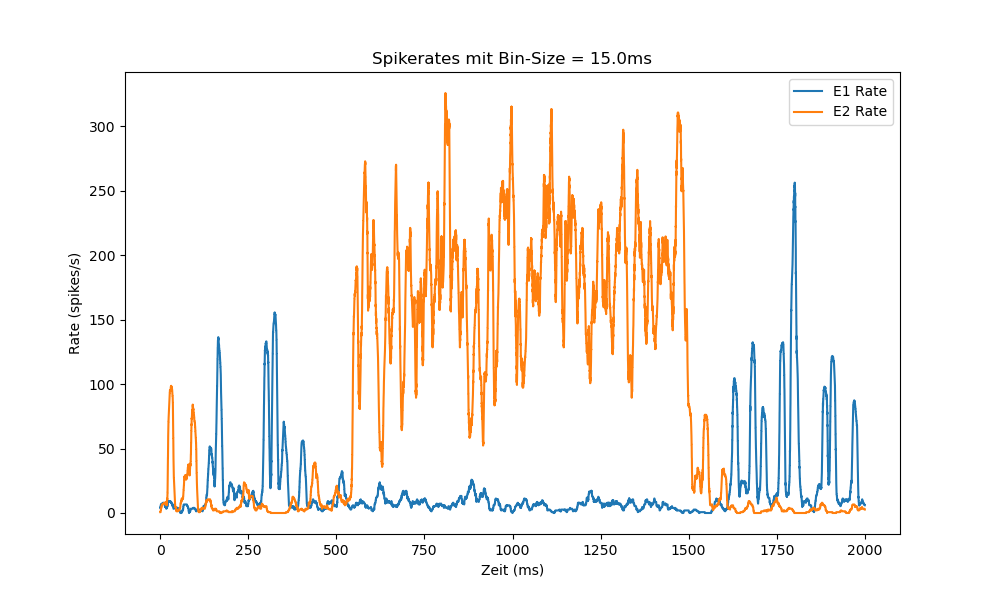 Spikerates mit Bin-Size = 15.0ms
E1 Rate
E2 Rate
300
250
200
150
100
50
0
Rate (spikes/s)
0 250 500 750 1000 1250 1500 1750 2000
Zeit (ms)